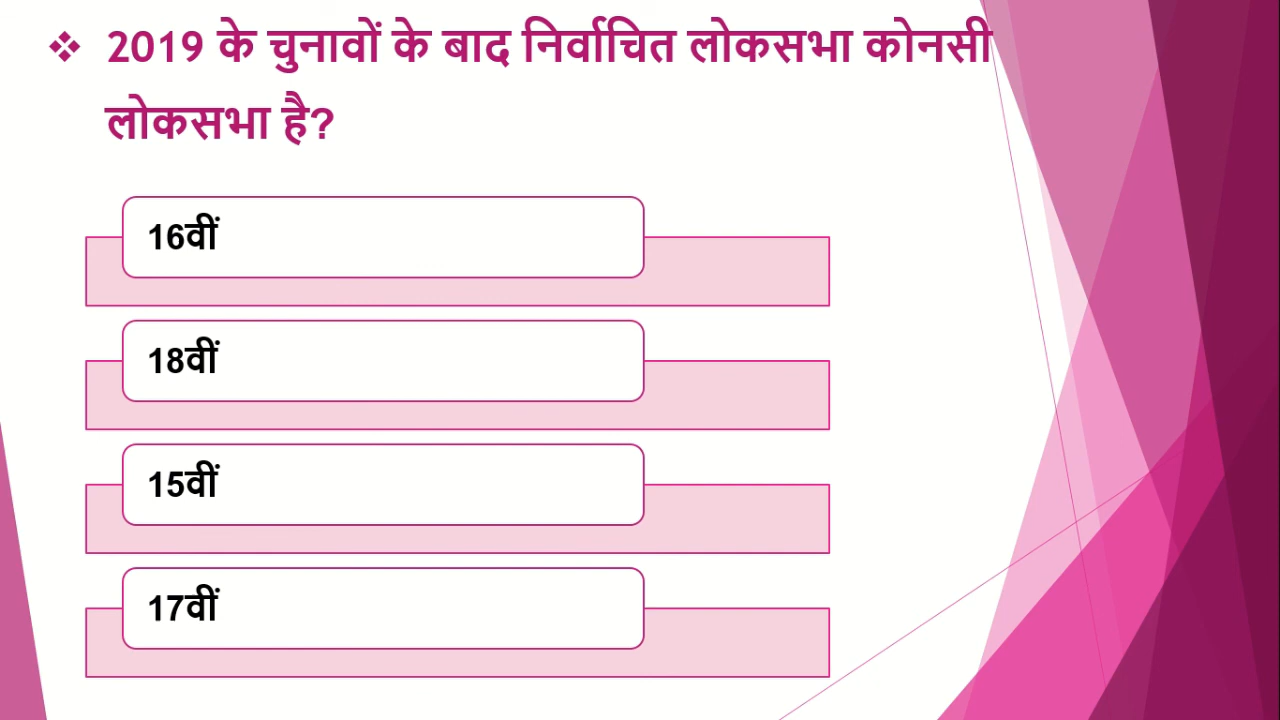 ❖ 2019 के चुनावों के बाद निर्वाचित लोकसभा कोनसी
लोकसभा है?
16वीं
18वीं
15वीं
17वीं